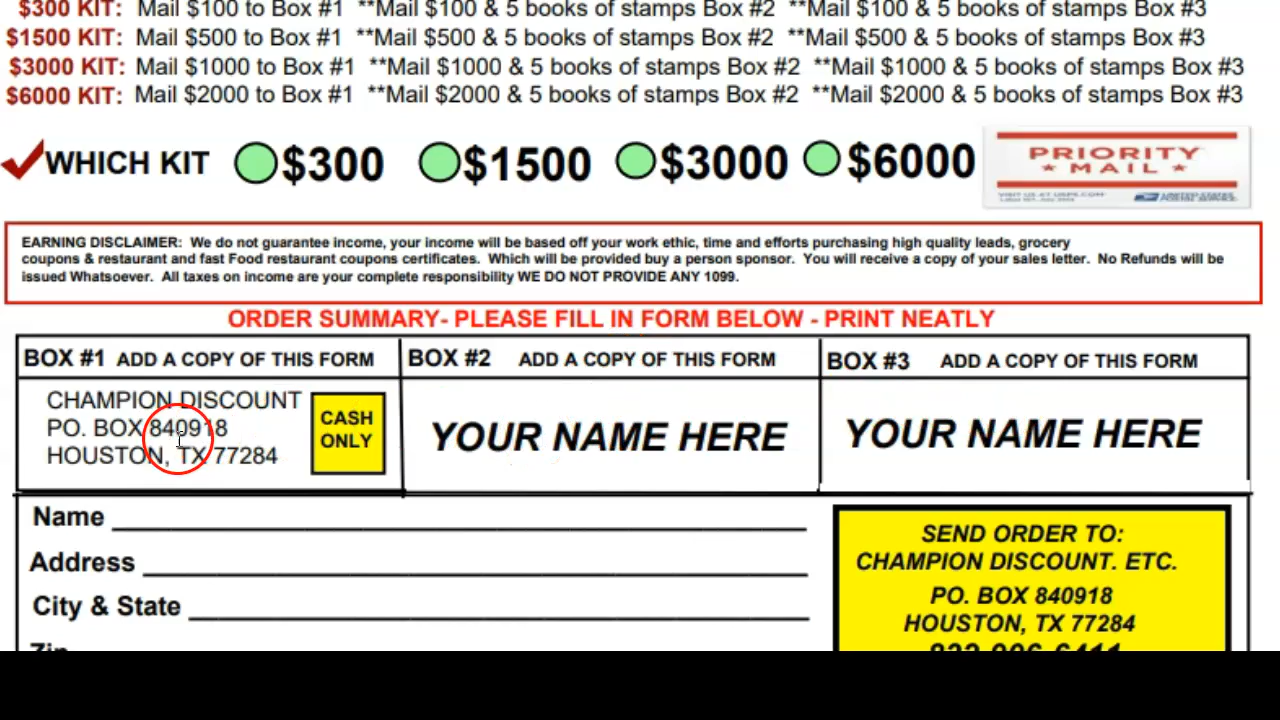 $300 KIT: Mail $100 to Box #1 **Mail $100 & 5 books of stamps Box #2 **Mail $100 & 5 books of stamps Box #3
$1500 KIT: Mail $500 to Box #1 **Mail $500 & 5 books of stamps Box #2 **Mail $500 & 5 books of stamps Box #3
$3000 KIT: Mail $1000 to Box #1 **Mail $1000 & 5 books of stamps Box #2 **Mail $1000 & 5 books of stamps Box #3
$6000 KIT: Mail $2000 to Box #1 **Mail $2000 & 5 books of stamps Box #2 **Mail $2000 & 5 books of stamps Box #3
WHICH KIT $300 $1500 $3000 $6000
PRIORITY
★ MAIL ★
VISIT US AT USPS.COM
UNITED STATES
POSTAL SERVICE
EARNING DISCLAIMER: We do not guarantee income, your income will be based off your work ethic, time and efforts purchasing high quality leads, grocery
coupons & restaurant and fast Food restaurant coupons certificates. Which will be provided buy a person sponsor. You will receive a copy of your sales letter. No Refunds will be
issued Whatsoever. All taxes on income are your complete responsibility WE DO NOT PROVIDE ANY 1099.
ORDER SUMMARY- PLEASE FILL IN FORM BELOW - PRINT NEATLY
BOX #1 ADD A COPY OF THIS FORM
CHAMPION DISCOUNT
PO. BOX 840918
HOUSTON, TX 77284
CASH
ONLY
BOX #2 ADD A COPY OF THIS FORM
YOUR NAME HERE
BOX #3 ADD A COPY OF THIS FORM
YOUR NAME HERE
Name
Address
City & State
Zip
SEND ORDER TO:
CHAMPION DISCOUNT. ETC.
PO. BOX 840918
HOUSTON, TX 77284